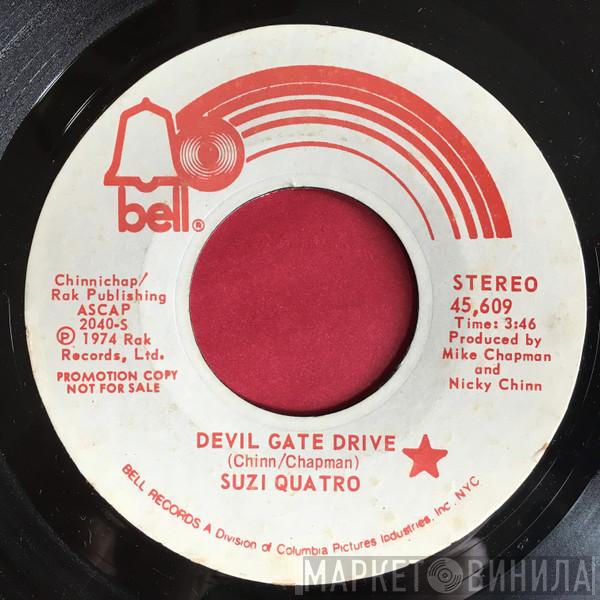 bell®
Chinnichap/
Rak Publishing
ASCAP
2040-S
℗ 1974 Rak
Records, Ltd.
PROMOTION COPY
NOT FOR SALE
STEREO
45,609
Time: 3:46
Produced by
Mike Chapman
and
Nicky Chinn
DEVIL GATE DRIVE
(Chinn/Chapman)
SUZI QUATRO
BELL RECORDS A Division of Columbia Pictures Industries, Inc. NYC
МАРКЕТ ВИНИЛА